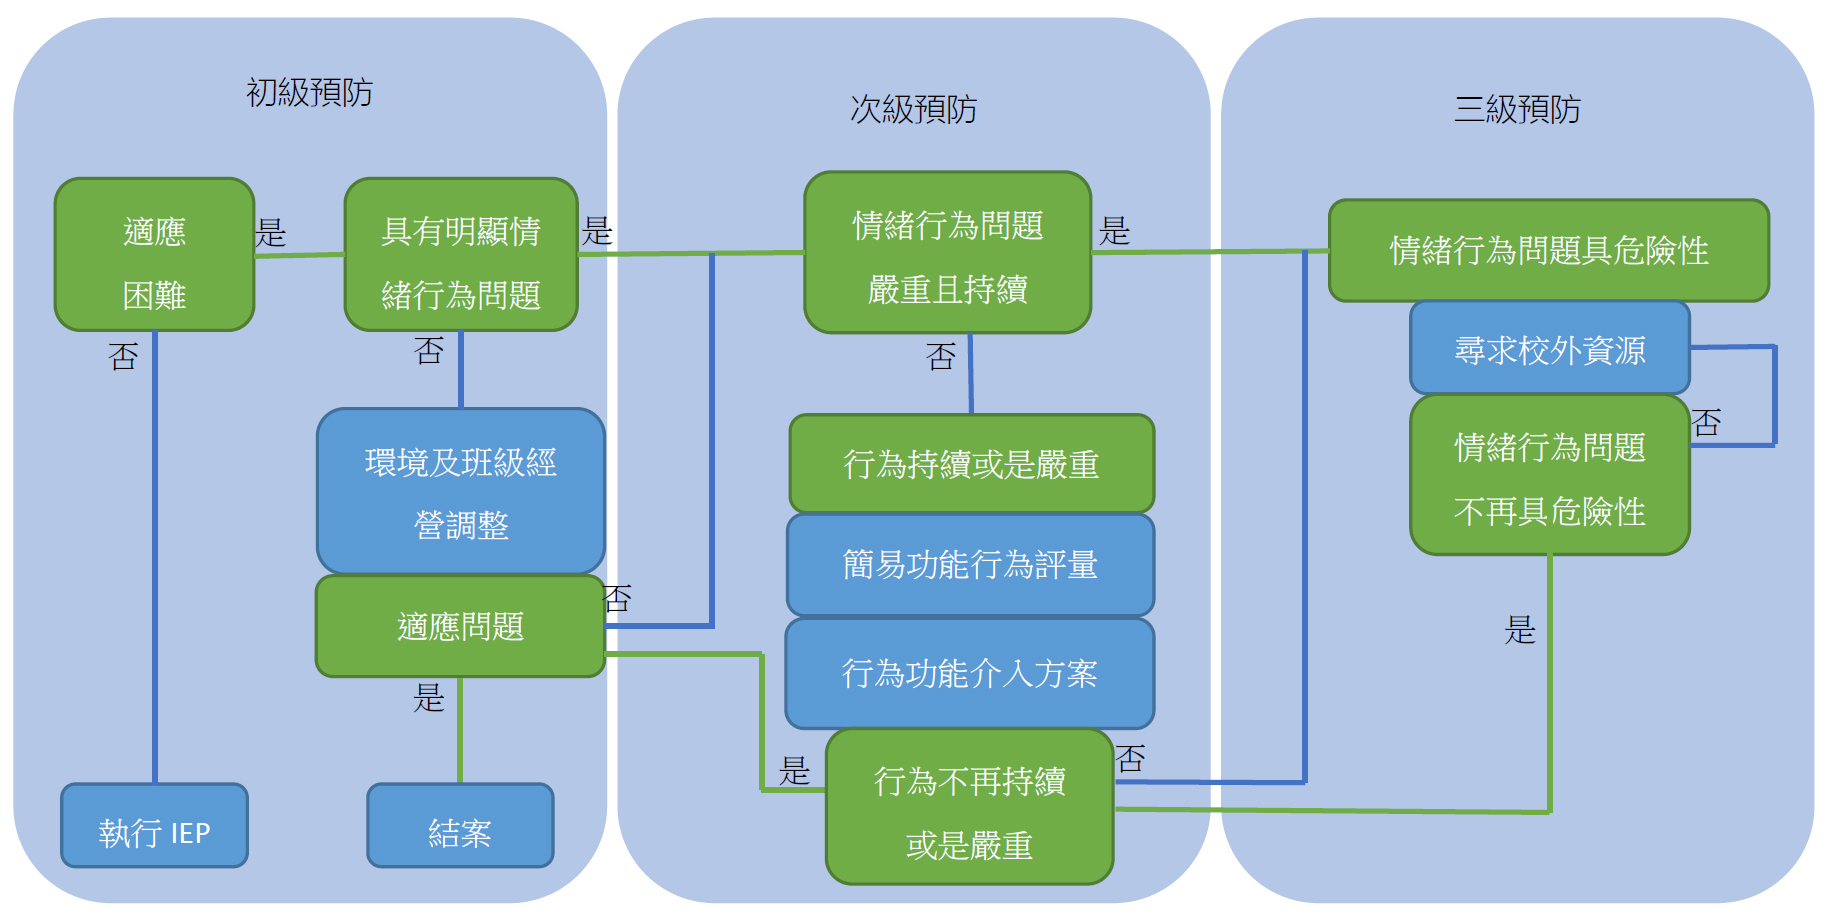 初級預防
適應
困難
是
具有明顯情
緒行為問題
是
否
否
環境及班級經
營調整
適應問題
否
是
執行 IEP
結案
次級預防
情緒行為問題
嚴重且持續
是
否
行為持續或是嚴重
簡易功能行為評量
行為功能介入方案
是
行為不再持續
或是嚴重
否
三級預防
情緒行為問題具危險性
尋求校外資源
情緒行為問題
不再具危險性
否
是